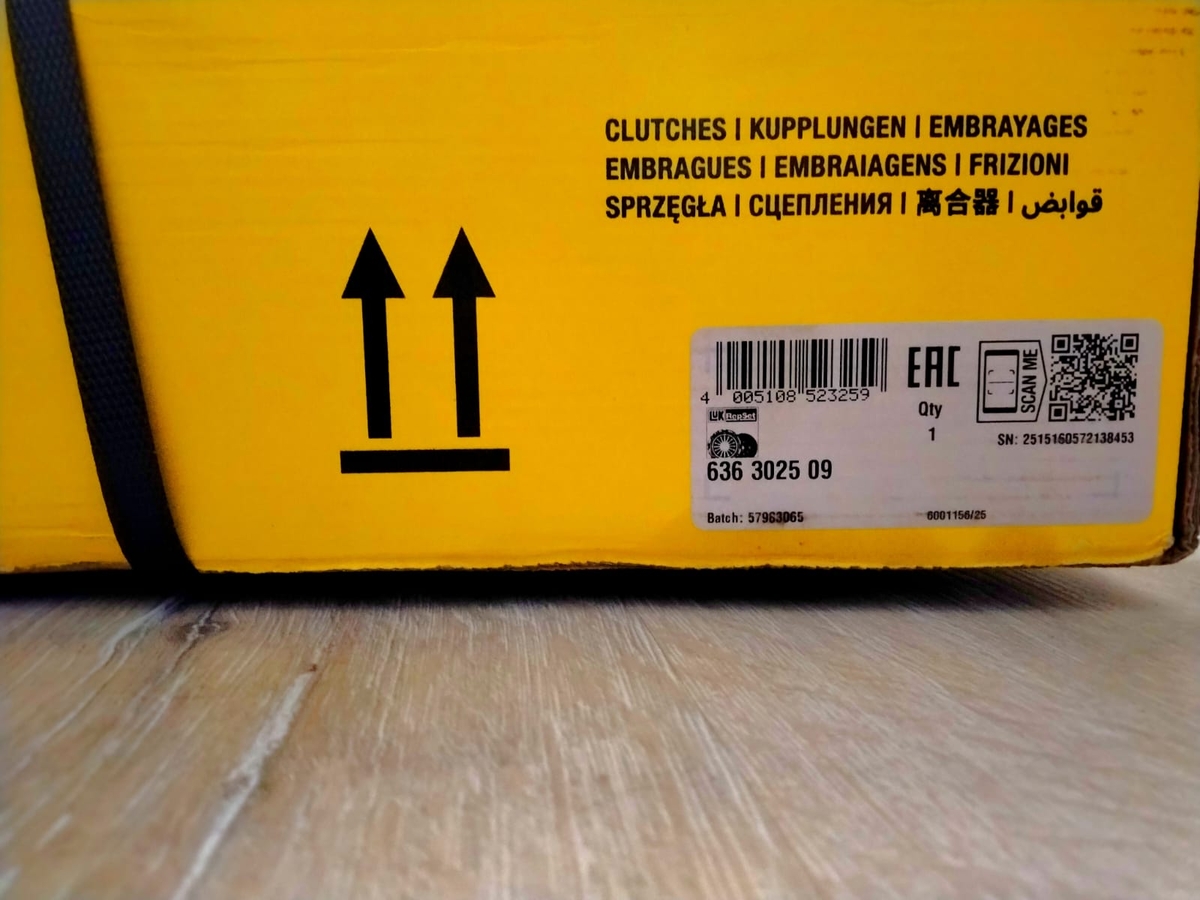 CLUTCHES | KUPPLUNGEN | EMBRAYAGES
EMBRAGUES | EMBRAIAGENS | FRIZIONI
SPRZĘGŁA | СЦЕПЛЕНИЯ | 离合器 | قوابض
4 005108 523259
EAC
Qty
1
SCAN ME
SN: 2515160572138453
LuK RepSet
636 3025 09
Batch: 57963065
6001156/25